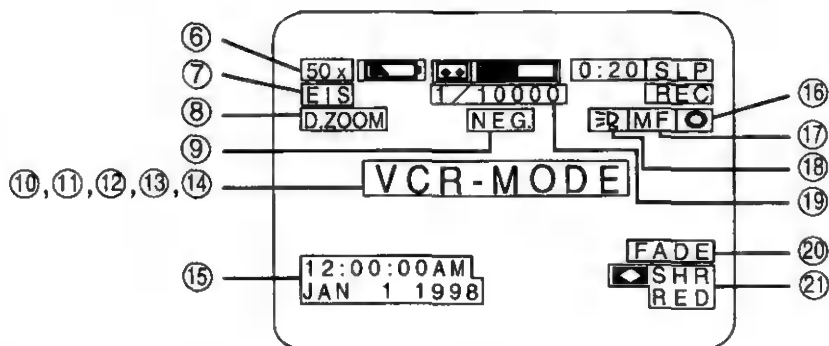 ⑥ 50x 0:20 SLP
⑦ EIS 1/10000 REC ⑯
⑧ D.ZOOM NEG. MF ⑰
⑨ ⑱
⑩,⑪,⑫,⑬,⑭ VCR-MODE ⑲
FADE ⑳
⑮ 12:00:00AM SHR ㉑
JAN 1 1998 RED